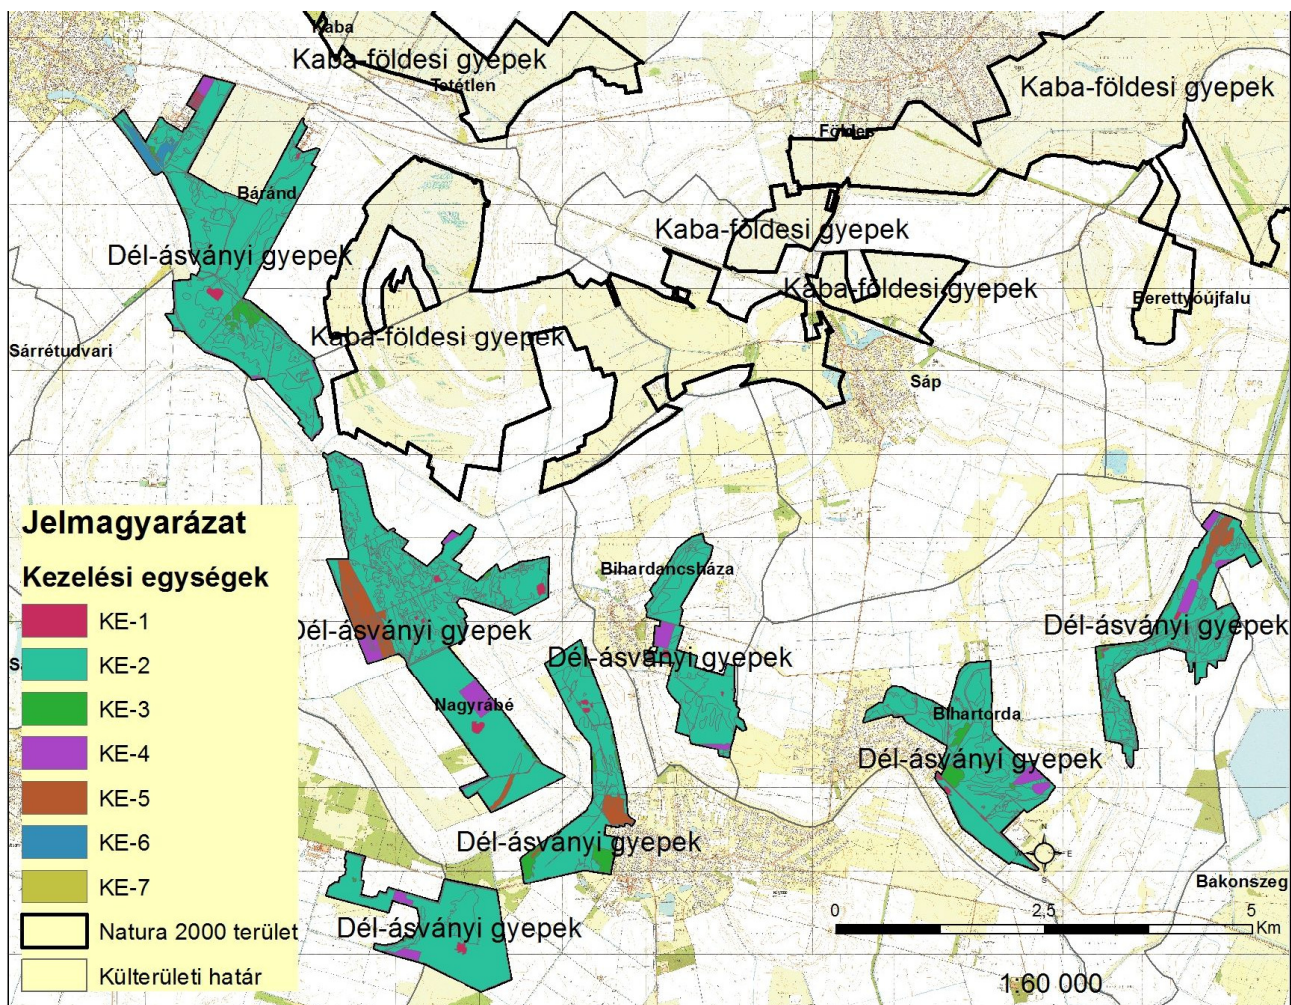 Kaba
Kaba-földesi gyepek
Tetétlen
Kaba-földesi gyepek
Földes
Báránd
Kaba-földesi gyepek
Dél-ásványi gyepek
Kaba-földesi gyepek
Berettyóújfalu
Kaba-földesi gyepek
Sárrétudvari
Sáp
Jelmagyarázat
Kezelési egységek
KE-1
KE-2
KE-3
KE-4
KE-5
KE-6
KE-7
Natura 2000 terület
Külterületi határ
Bihardancsháza
Dél-ásványi gyepek
Dél-ásványi gyepek
Dél-ásványi gyepek
Nagyrábé
Bihartorda
Dél-ásványi gyepek
Dél-ásványi gyepek
N
W E
S
Bakonszeg
Dél-ásványi gyepek
0 2,5 5
Km
1:60 000